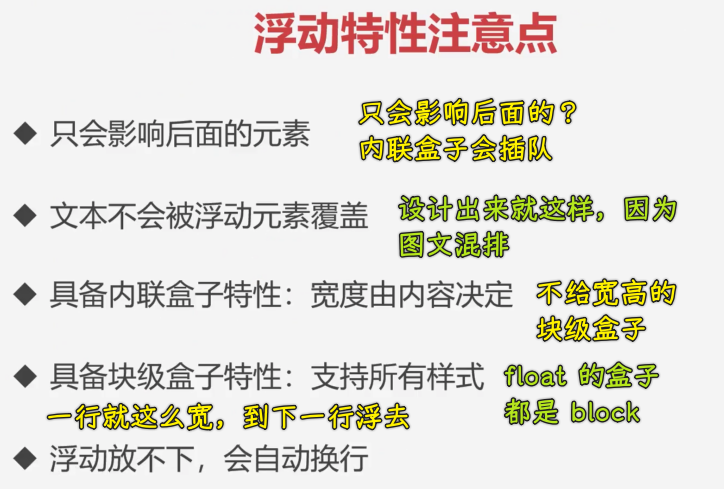 浮动特性注意点
◆ 只会影响后面的元素
只会影响后面的？
内联盒子会插队
◆ 文本不会被浮动元素覆盖
设计出来就这样，因为
图文混排
◆ 具备内联盒子特性：宽度由内容决定
不给宽高的
块级盒子
◆ 具备块级盒子特性：支持所有样式
float 的盒子
都是 block
一行就这么宽，到下一行浮去
◆ 浮动放不下，会自动换行